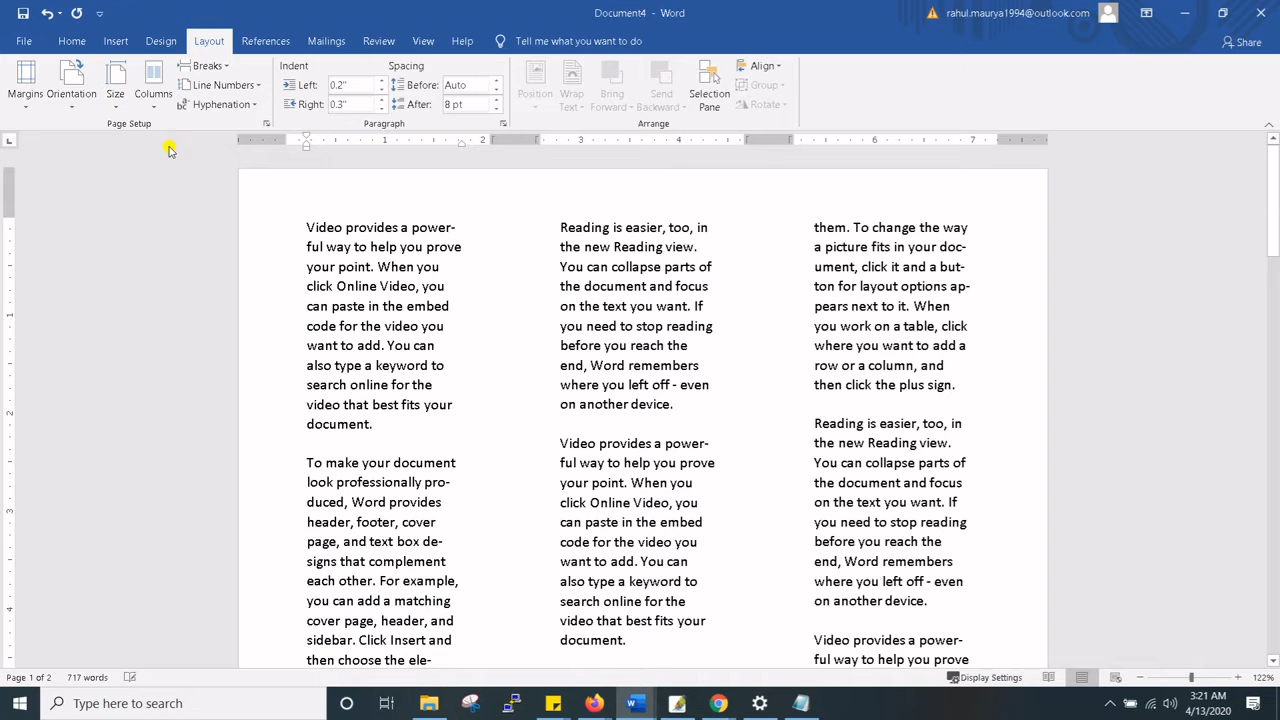 Document4 - Word
rahul.maurya1994@outlook.com
File Home Insert Design Layout References Mailings Review View Help Tell me what you want to do Share
Margins Orientation Size Columns
Breaks
Line Numbers
Hyphenation
Page Setup
Indent
Left: 0.2"
Right: 0.3"
Spacing
Before: Auto
After: 8 pt
Paragraph
Position Wrap Text Bring Forward Send Backward Selection Pane
Align
Group
Rotate
Arrange
1 2 3 4 5 6 7
Video provides a power-
ful way to help you prove
your point. When you
click Online Video, you
can paste in the embed
code for the video you
want to add. You can
also type a keyword to
search online for the
video that best fits your
document.
To make your document
look professionally pro-
duced, Word provides
header, footer, cover
page, and text box de-
signs that complement
each other. For example,
you can add a matching
cover page, header, and
sidebar. Click Insert and
then choose the ele-
Reading is easier, too, in
the new Reading view.
You can collapse parts of
the document and focus
on the text you want. If
you need to stop reading
before you reach the
end, Word remembers
where you left off - even
on another device.
Video provides a power-
ful way to help you prove
your point. When you
click Online Video, you
can paste in the embed
code for the video you
want to add. You can
also type a keyword to
search online for the
video that best fits your
document.
them. To change the way
a picture fits in your doc-
ument, click it and a but-
ton for layout options ap-
pears next to it. When
you work on a table, click
where you want to add a
row or a column, and
then click the plus sign.
Reading is easier, too, in
the new Reading view.
You can collapse parts of
the document and focus
on the text you want. If
you need to stop reading
before you reach the
end, Word remembers
where you left off - even
on another device.
Video provides a power-
ful way to help you prove
1
2
3
4
Page 1 of 2 717 words Display Settings 122%
Type here to search
3:21 AM
4/13/2020